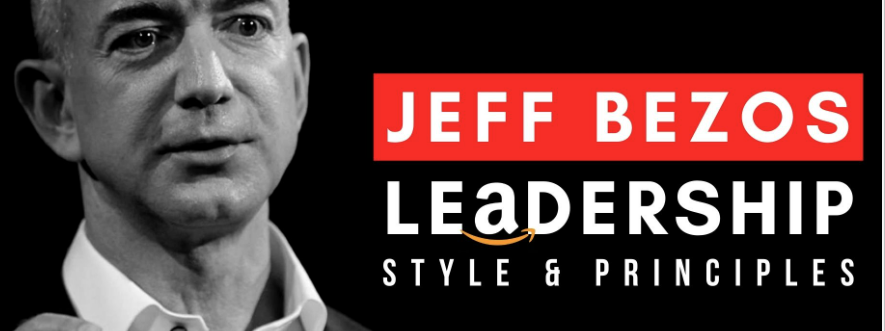 JEFF BEZOS
LEaDERSHIP
STYLE & PRINCIPLES